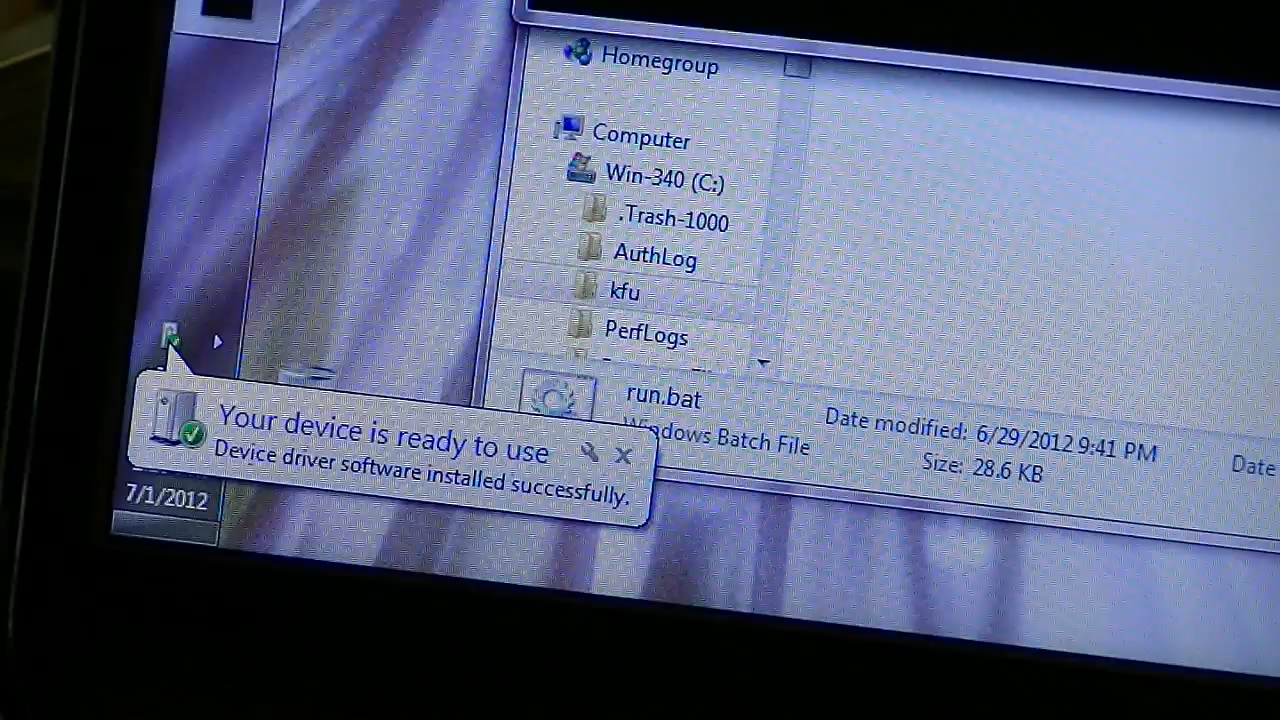 Homegroup
Computer
Win-340 (C:)
.Trash-1000
AuthLog
kfu
PerfLogs
run.bat
Windows Batch File
Date modified: 6/29/2012 9:41 PM
Size: 28.6 KB
Date
Your device is ready to use
Device driver software installed successfully.
7/1/2012